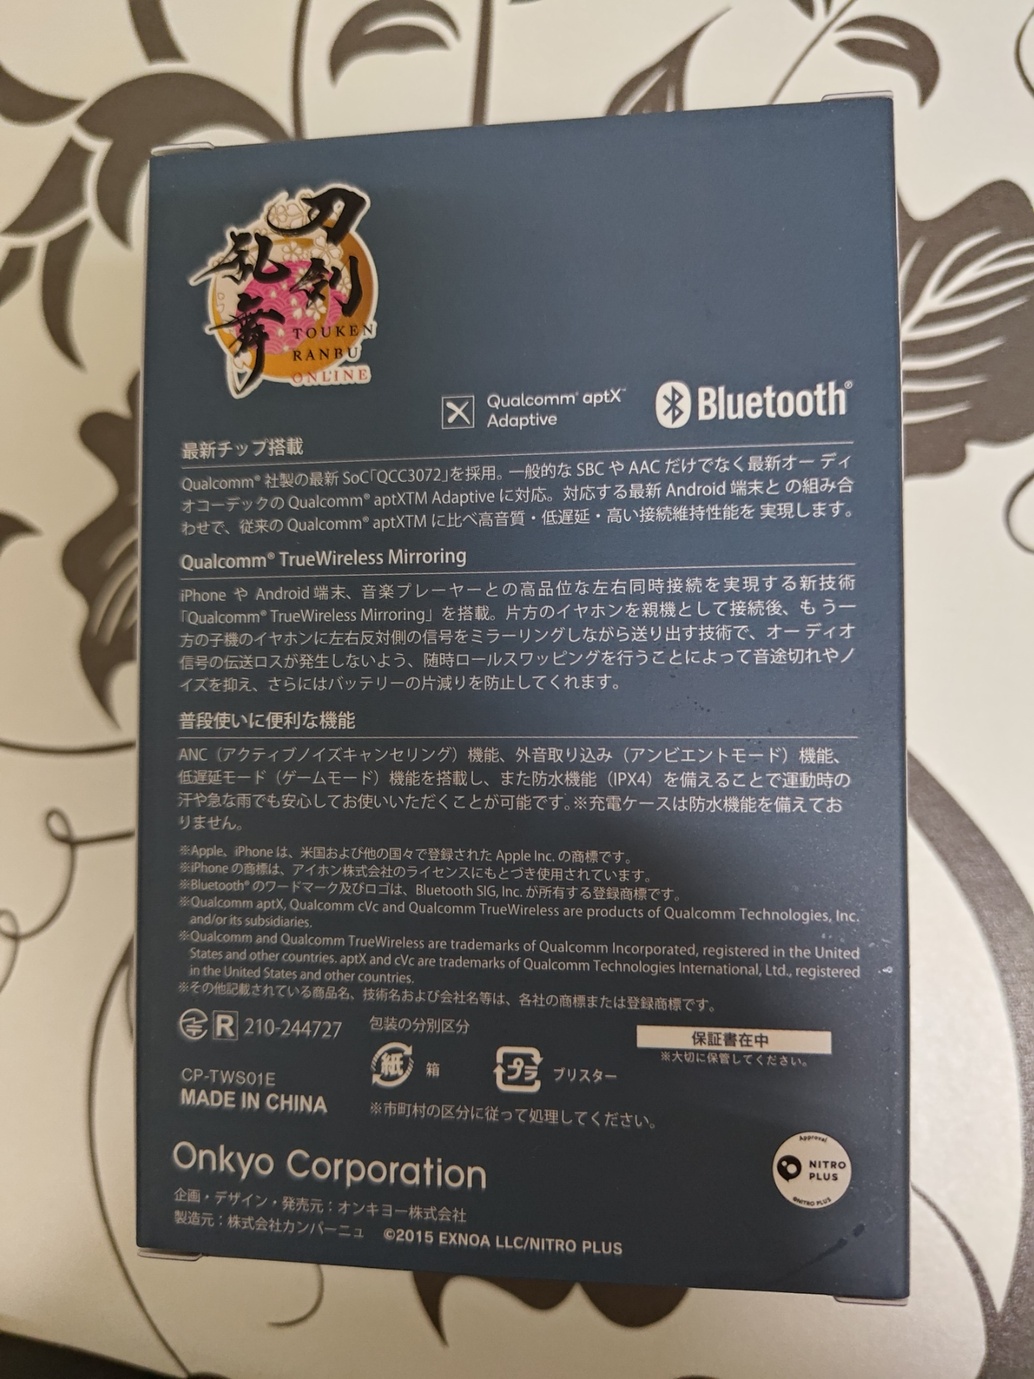 刀剣
乱舞
TOUKEN
RANBU
ONLINE
Qualcomm® aptX™
Adaptive
Bluetooth®
最新チップ搭載
Qualcomm® 社製の最新 SoC「QCC3072」を採用。一般的な SBC や AAC だけでなく最新オー ディ
オコーデックの Qualcomm® aptXTM Adaptive に対応。対応する最新 Android 端末と の組み合
わせで、従来の Qualcomm® aptXTM に比べ高音質・低遅延・高い接続維持性能を 実現します。
Qualcomm® TrueWireless Mirroring
iPhone や Android 端末、音楽プレーヤーとの高品位な左右同時接続を実現する新技術
「Qualcomm® TrueWireless Mirroring」を搭載。片方のイヤホンを親機として接続後、も う一
方の子機のイヤホンに左右反対側の信号をミラーリングしながら送り出す技術で、オー ディオ
信号の伝送ロスが発生しないよう、随時ロールスワッピングを行うことによって音途切れやノ
イズを抑え、さらにはバッテリーの片減りを防止してくれます。
普段使いに便利な機能
ANC（アクティブノイズキャンセリング）機能、外音取り込み（アンビエントモード）機能、
低遅延モード（ゲームモード）機能を搭載し、また防水機能（IPX4）を備えることで運動時の
汗や急な雨でも安心してお使いいただくことが可能です。※充電ケースは防水機能を備えてお
りません。
※Apple、iPhone は、米国および他の国々で登録された Apple Inc. の商標です。
※iPhone の商標は、アイホン株式会社のライセンスにもとづき使用されています。
※Bluetooth® のワードマーク及びロゴは、Bluetooth SIG, Inc. が所有する登録商標です。
※Qualcomm aptX, Qualcomm cVc and Qualcomm TrueWireless are products of Qualcomm Technologies, Inc.
and/or its subsidiaries.
※Qualcomm and Qualcomm TrueWireless are trademarks of Qualcomm Incorporated, registered in the United
States and other countries. aptX and cVc are trademarks of Qualcomm Technologies International, Ltd., registered
in the United States and other countries.
※その他記載されている商品名、技術名および会社名等は、各社の商標または登録商標です。
R 210-244727
包装の分別区分
保証書在中
※大切に保管してください。
紙 箱
プラ ブリスター
CP-TWS01E
MADE IN CHINA
※市町村の区分に従って処理してください。
Onkyo Corporation
Approval
NITRO
PLUS
©NITRO PLUS
企画・デザイン・発売元：オンキヨー株式会社
製造元：株式会社カンパーニュ ©2015 EXNOA LLC/NITRO PLUS